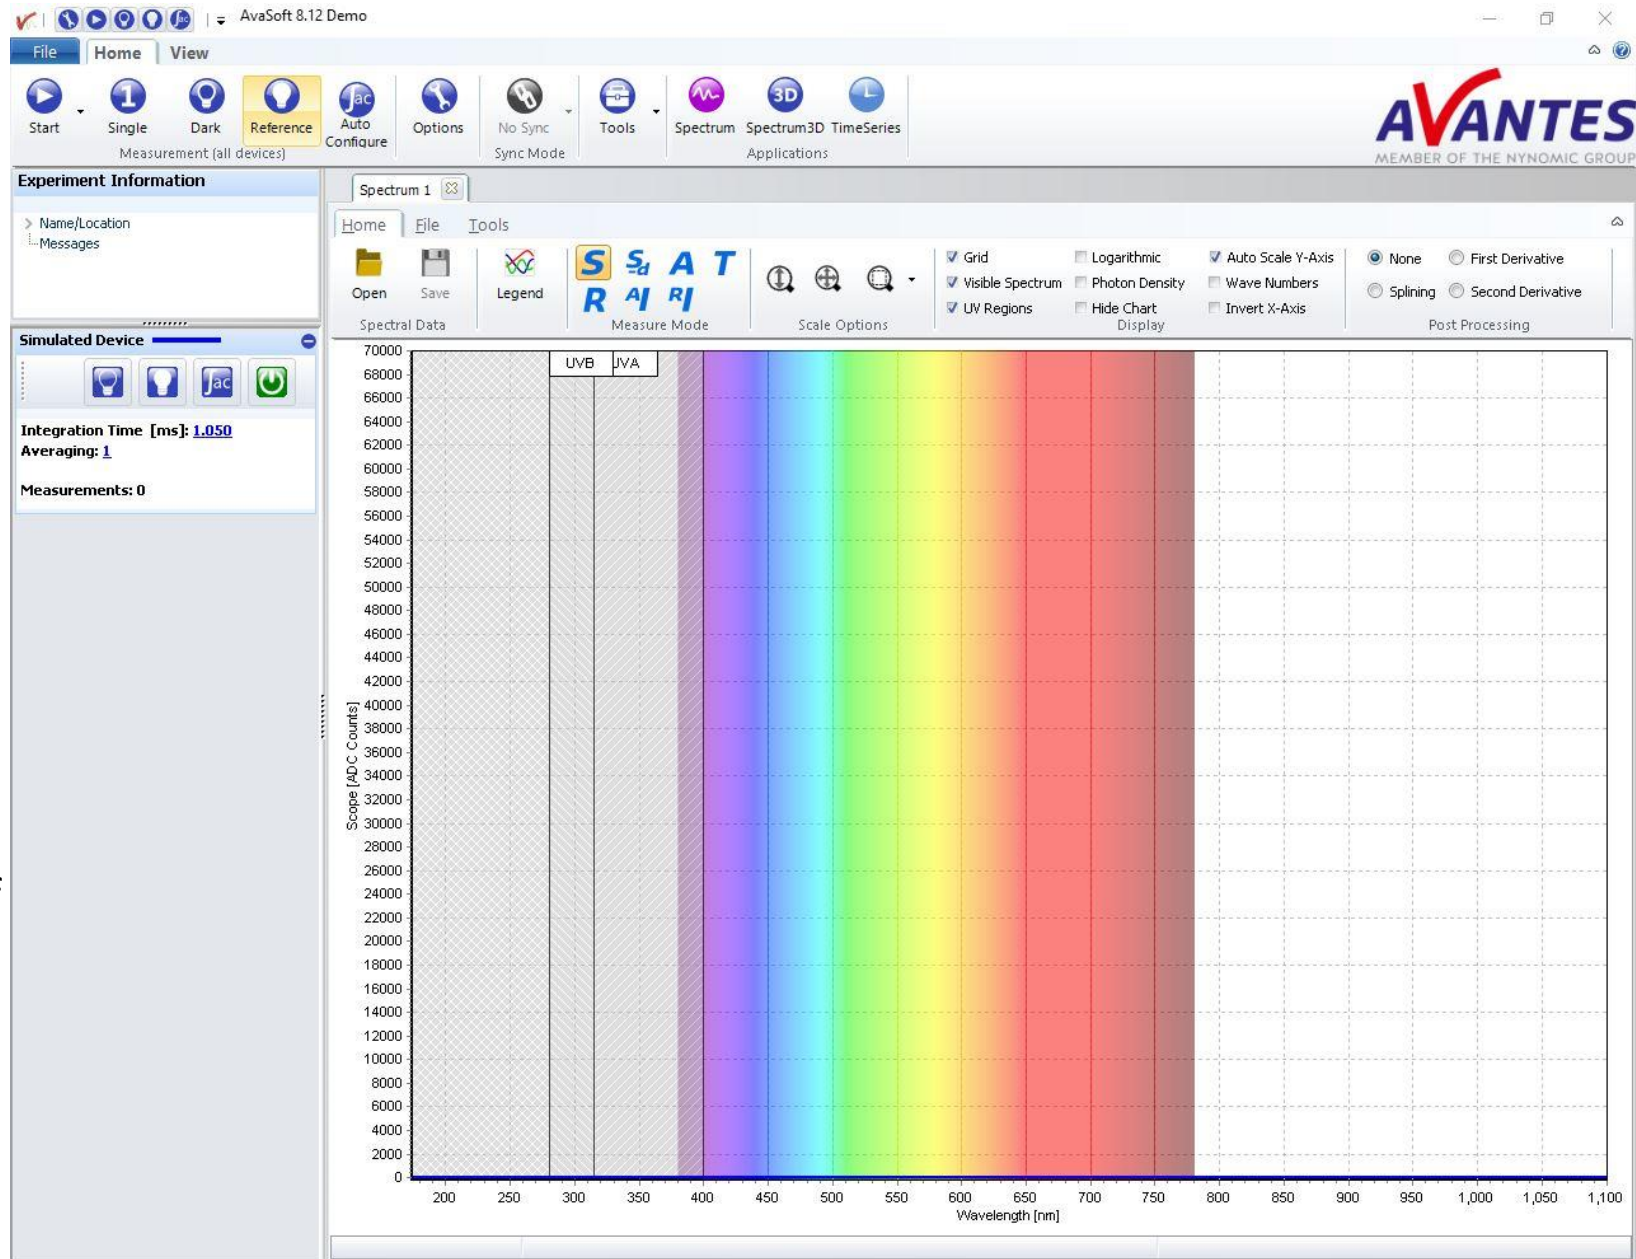 AvaSoft 8.12 Demo
File Home View
Start Single Dark Reference Auto Configure Options No Sync Tools Spectrum Spectrum3D TimeSeries
Measurement (all devices) Sync Mode Applications
AVANTES
MEMBER OF THE NYNOMIC GROUP
Experiment Information
Name/Location
Messages
Simulated Device
Jac
Integration Time [ms]: 1.050
Averaging: 1
Measurements: 0
Spectrum 1
Home File Tools
Open Save Legend
S Sd A T
R AI RI
Spectral Data Measure Mode Scale Options Display Post Processing
Grid Logarithmic Auto Scale Y-Axis None First Derivative
Visible Spectrum Photon Density Wave Numbers Splining Second Derivative
UV Regions Hide Chart Invert X-Axis
UVB UVA
70000
68000
66000
64000
62000
60000
58000
56000
54000
52000
50000
48000
46000
44000
42000
40000
38000
36000
34000
32000
30000
28000
26000
24000
22000
20000
18000
16000
14000
12000
10000
8000
6000
4000
2000
0
Scope [ADC Counts]
200 250 300 350 400 450 500 550 600 650 700 750 800 850 900 950 1,000 1,050 1,100
Wavelength [nm]